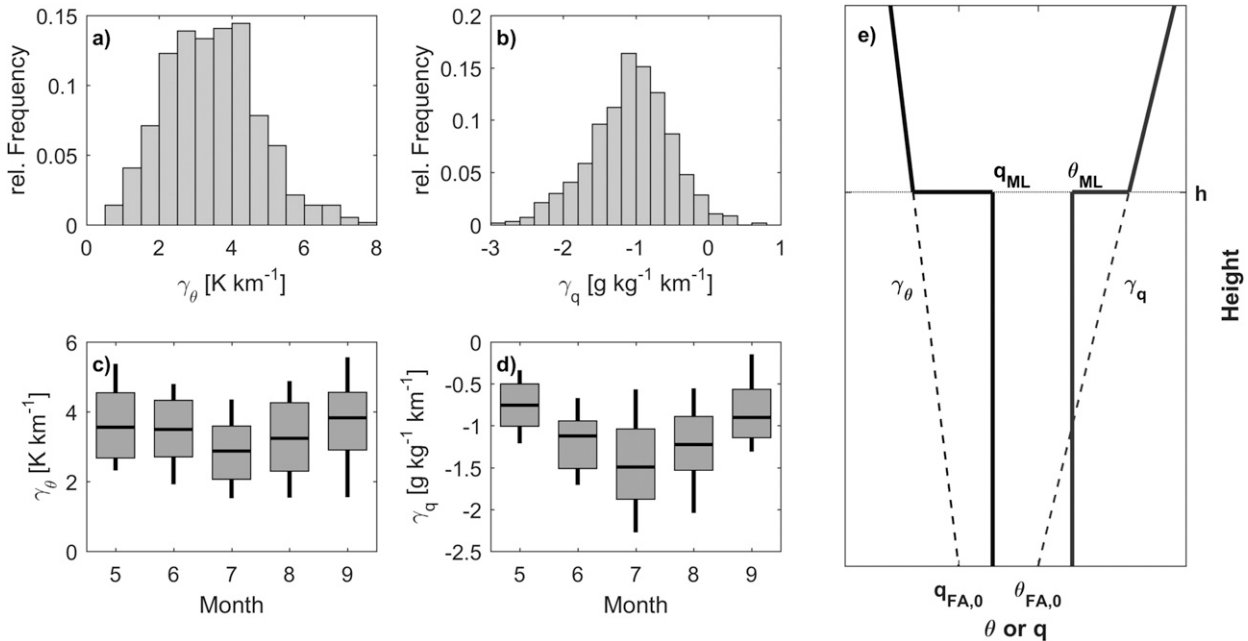 a)
rel. Frequency
0.15
0.1
0.05
0
0 2 4 6 8
γθ [K km-1]
b)
rel. Frequency
0.2
0.15
0.1
0.05
0
-3 -2 -1 0 1
γq [g kg-1 km-1]
c)
γθ [K km-1]
6
4
2
0
5 6 7 8 9
Month
d)
γq [g kg-1 km-1]
0
-0.5
-1
-1.5
-2
-2.5
5 6 7 8 9
Month
e)
qML θML
h
γθ γq
Height
qFA,0 θFA,0
θ or q